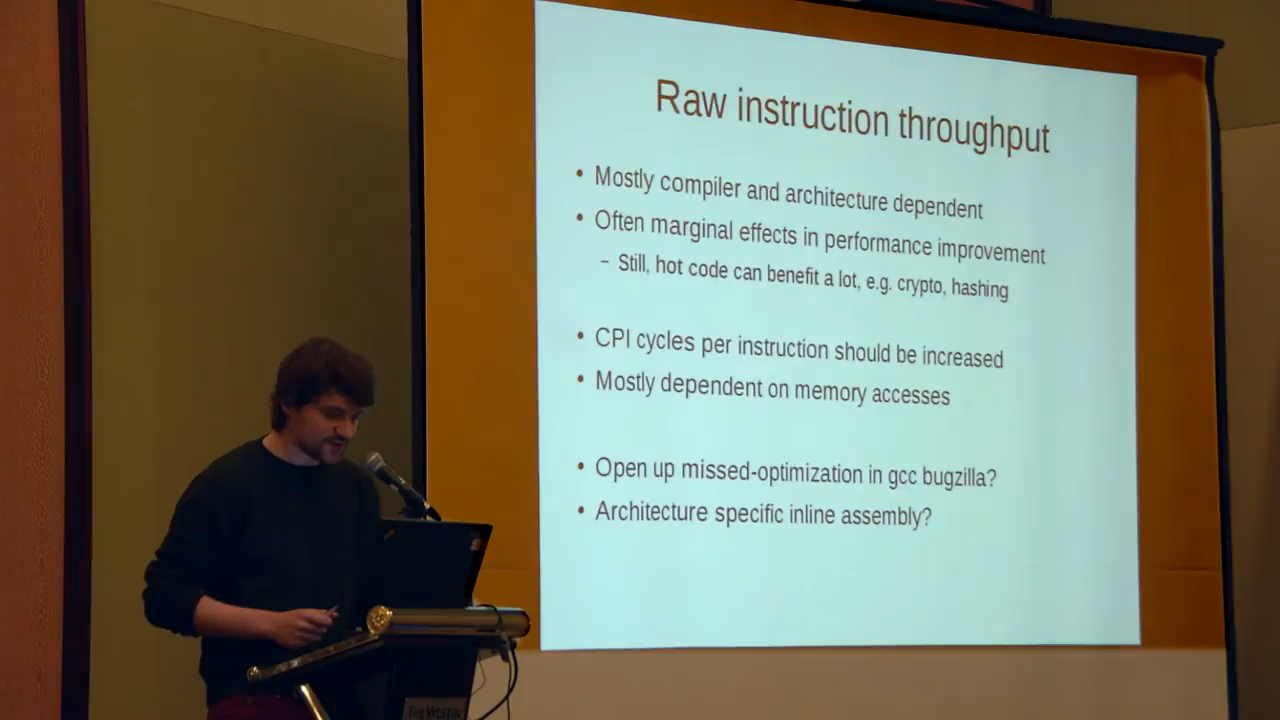 Raw instruction throughput
• Mostly compiler and architecture dependent
• Often marginal effects in performance improvement
– Still, hot code can benefit a lot, e.g. crypto, hashing
• CPI cycles per instruction should be increased
• Mostly dependent on memory accesses
• Open up missed-optimization in gcc bugzilla?
• Architecture specific inline assembly?
THE WESTIN